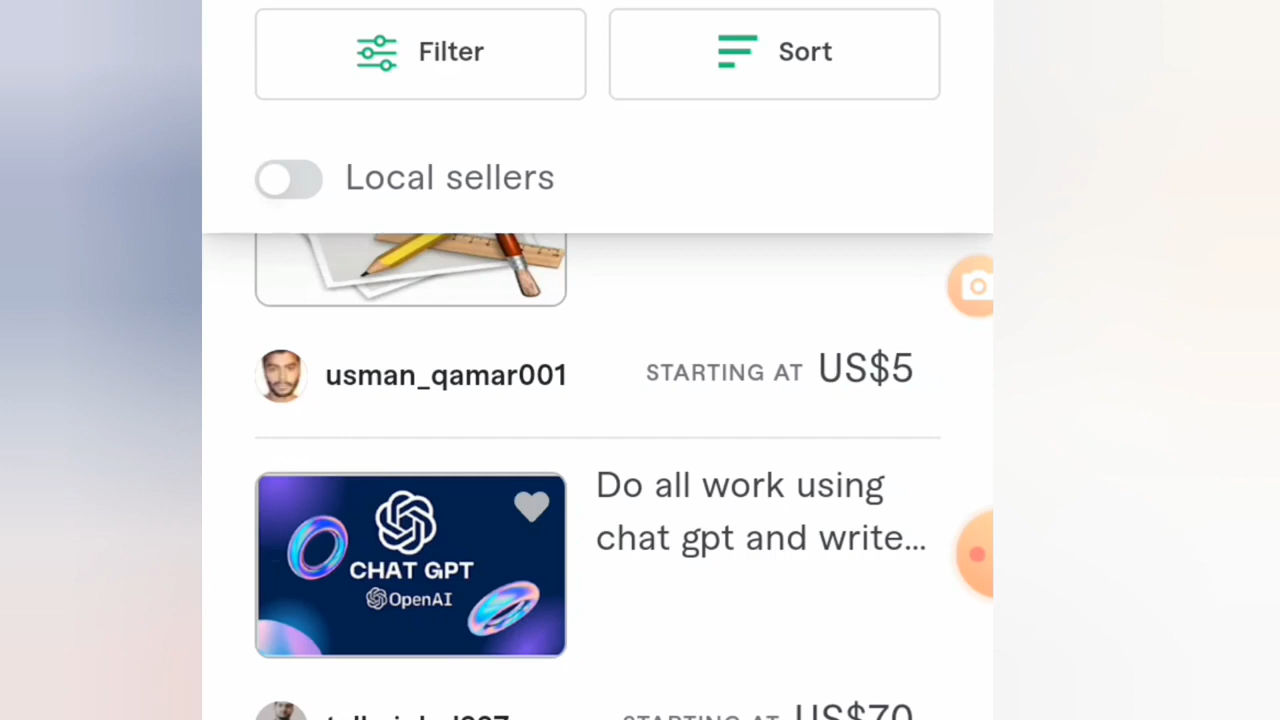 Filter
Sort
Local sellers
usman_qamar001
STARTING AT US$5
Do all work using
chat gpt and write...
CHAT GPT
OpenAI
STARTING AT US$70